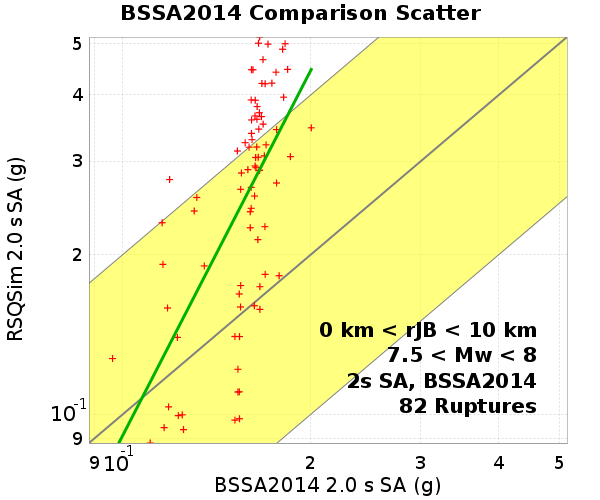 BSSA2014 Comparison Scatter
RSQSim 2.0 s SA (g)
5
4
3
2
10-1
9
0 km < rJB < 10 km
7.5 < Mw < 8
2s SA, BSSA2014
82 Ruptures
9 10-1 2 3 4 5
BSSA2014 2.0 s SA (g)